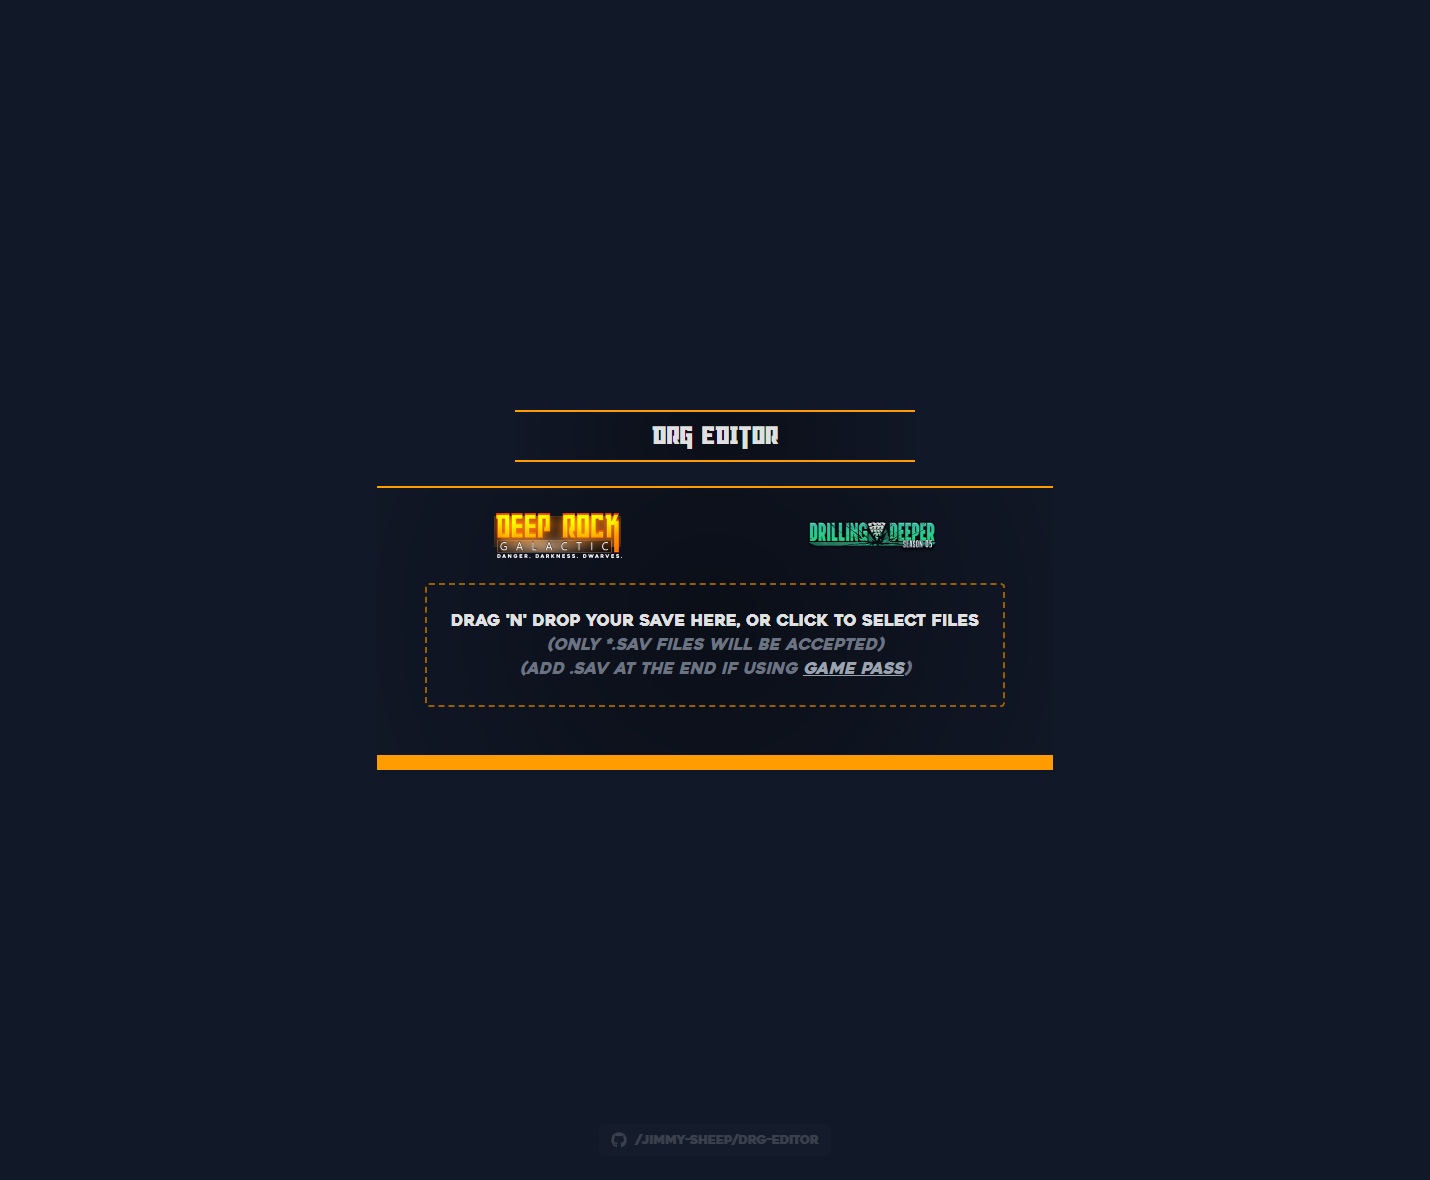 DRG EDITOR
DEEP ROCK
GALACTIC
DANGER. DARKNESS. DWARVES.
DRILLING DEEPER
SEASON 05
DRAG 'N' DROP YOUR SAVE HERE, OR CLICK TO SELECT FILES
(ONLY *.SAV FILES WILL BE ACCEPTED)
(ADD .SAV AT THE END IF USING GAME PASS)
/JIMMY-SHEEP/DRG-EDITOR